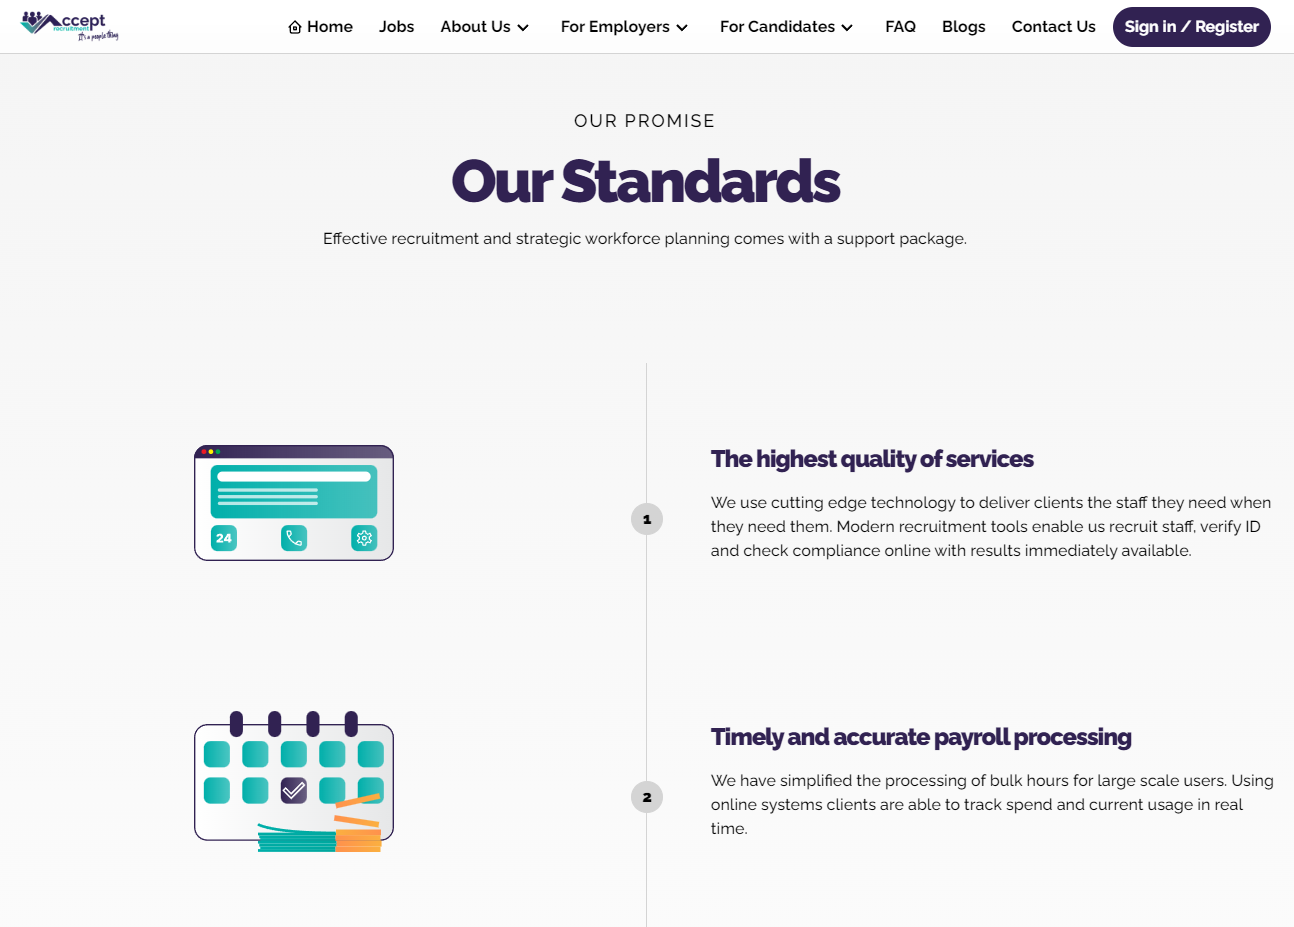 Accept
recruitment
It's a people thing
Home Jobs About Us For Employers For Candidates FAQ Blogs Contact Us Sign in / Register
OUR PROMISE
Our Standards
Effective recruitment and strategic workforce planning comes with a support package.
24
1
The highest quality of services
We use cutting edge technology to deliver clients the staff they need when
they need them. Modern recruitment tools enable us recruit staff, verify ID
and check compliance online with results immediately available.
2
Timely and accurate payroll processing
We have simplified the processing of bulk hours for large scale users. Using
online systems clients are able to track spend and current usage in real
time.